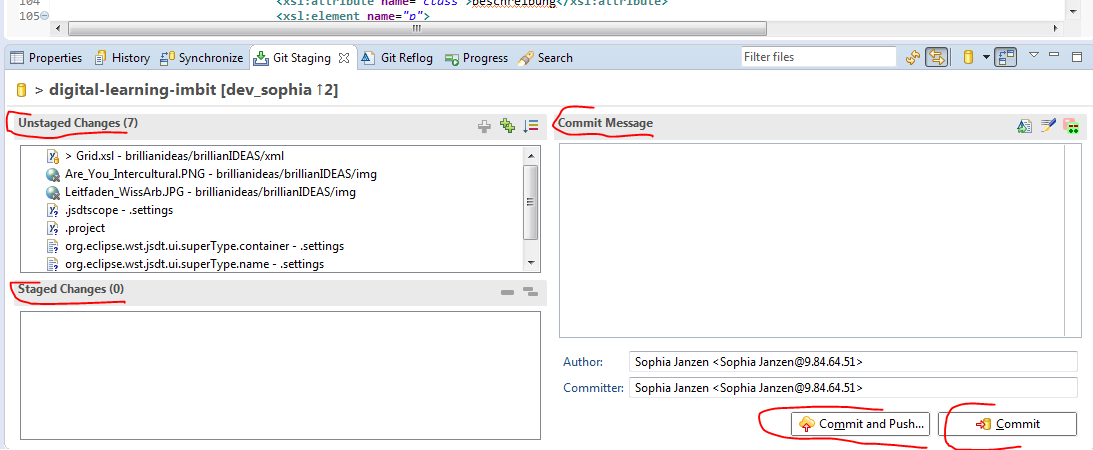 104 <xsl:attribute name="class">beschreibung</xsl:attribute>
105 <xsl:element name="p">
Properties History Synchronize Git Staging Git Reflog Progress Search Filter files
> digital-learning-imbit [dev_sophia ↑2]
Unstaged Changes (7)
> Grid.xsl - brillianideas/brillianIDEAS/xml
Are_You_Intercultural.PNG - brillianideas/brillianIDEAS/img
Leitfaden_WissArb.JPG - brillianideas/brillianIDEAS/img
.jsdtscope - .settings
.project
org.eclipse.wst.jsdt.ui.superType.container - .settings
org.eclipse.wst.jsdt.ui.superType.name - .settings
Staged Changes (0)
Commit Message
Author: Sophia Janzen <Sophia Janzen@9.84.64.51>
Committer: Sophia Janzen <Sophia Janzen@9.84.64.51>
Commit and Push... Commit